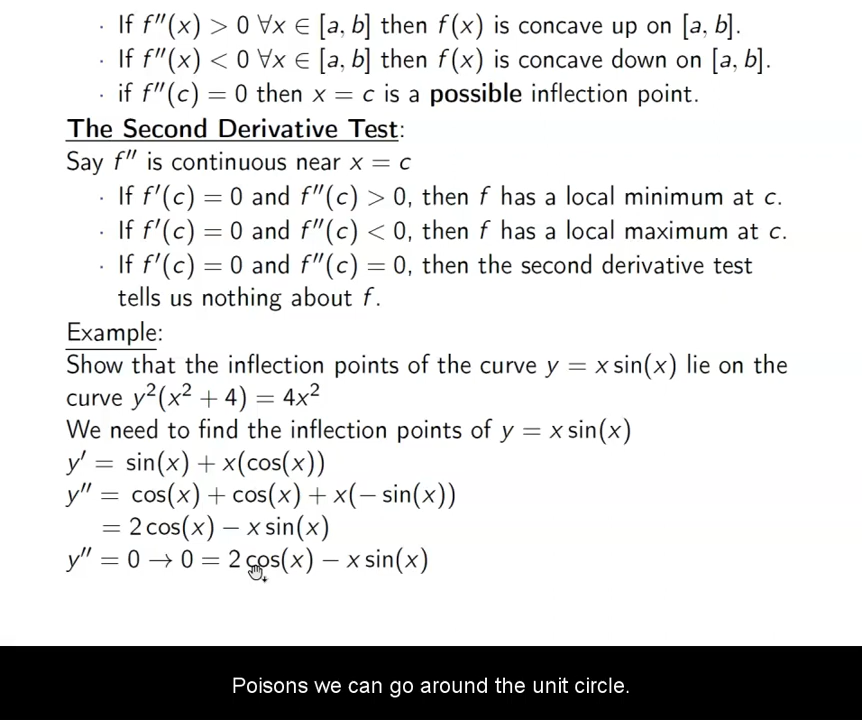 · If f″(x) > 0 ∀x ∈ [a, b] then f(x) is concave up on [a, b].
· If f″(x) < 0 ∀x ∈ [a, b] then f(x) is concave down on [a, b].
· if f″(c) = 0 then x = c is a possible inflection point.
The Second Derivative Test:
Say f″ is continuous near x = c
· If f′(c) = 0 and f″(c) > 0, then f has a local minimum at c.
· If f′(c) = 0 and f″(c) < 0, then f has a local maximum at c.
· If f′(c) = 0 and f″(c) = 0, then the second derivative test
tells us nothing about f.
Example:
Show that the inflection points of the curve y = x sin(x) lie on the
curve y²(x² + 4) = 4x²
We need to find the inflection points of y = x sin(x)
y′ = sin(x) + x(cos(x))
y″ = cos(x) + cos(x) + x(− sin(x))
= 2 cos(x) − x sin(x)
y″ = 0 → 0 = 2 cos(x) − x sin(x)
Poisons we can go around the unit circle.